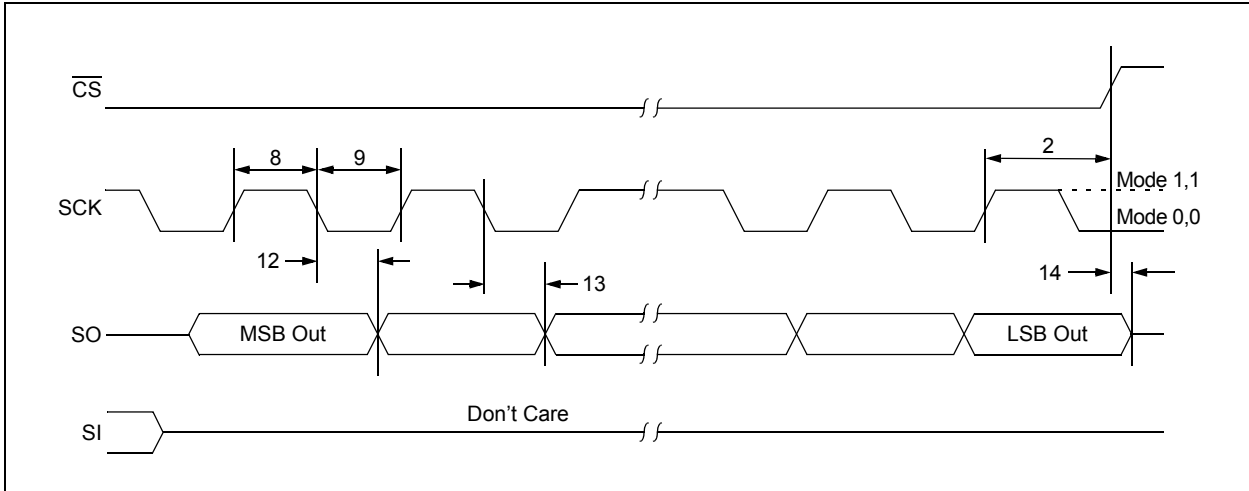 CS
8
9
2
SCK
Mode 1,1
Mode 0,0
12
13
14
SO
MSB Out
LSB Out
SI
Don't Care